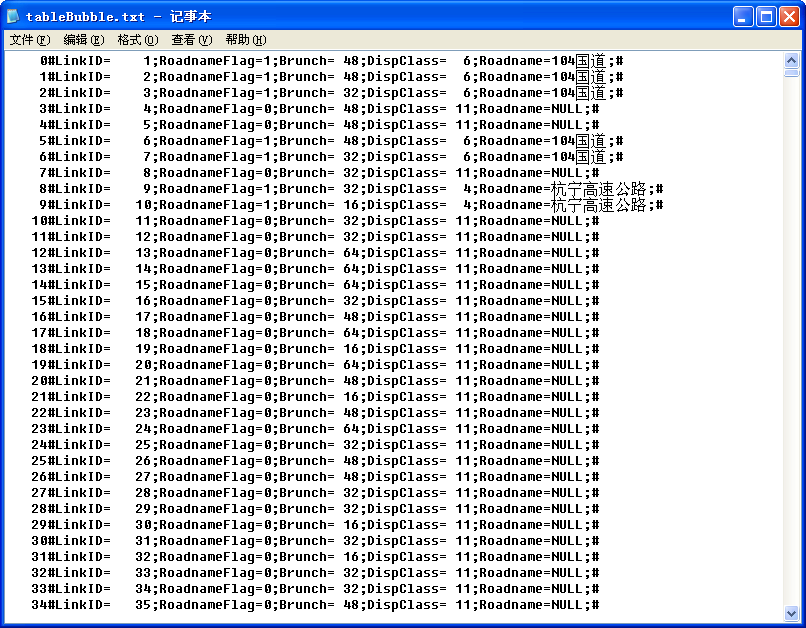 tableBubble.txt - 记事本
文件(F) 编辑(E) 格式(O) 查看(V) 帮助(H)
0#LinkID=    1;RoadnameFlag=1;Brunch= 48;DispClass=  6;Roadname=104国道;#
1#LinkID=    2;RoadnameFlag=1;Brunch= 48;DispClass=  6;Roadname=104国道;#
2#LinkID=    3;RoadnameFlag=1;Brunch= 32;DispClass=  6;Roadname=104国道;#
3#LinkID=    4;RoadnameFlag=0;Brunch= 48;DispClass= 11;Roadname=NULL;#
4#LinkID=    5;RoadnameFlag=0;Brunch= 48;DispClass= 11;Roadname=NULL;#
5#LinkID=    6;RoadnameFlag=1;Brunch= 48;DispClass=  6;Roadname=104国道;#
6#LinkID=    7;RoadnameFlag=1;Brunch= 32;DispClass=  6;Roadname=104国道;#
7#LinkID=    8;RoadnameFlag=0;Brunch= 32;DispClass= 11;Roadname=NULL;#
8#LinkID=    9;RoadnameFlag=1;Brunch= 32;DispClass=  4;Roadname=杭宁高速公路;#
9#LinkID=   10;RoadnameFlag=1;Brunch= 16;DispClass=  4;Roadname=杭宁高速公路;#
10#LinkID=   11;RoadnameFlag=0;Brunch= 32;DispClass= 11;Roadname=NULL;#
11#LinkID=   12;RoadnameFlag=0;Brunch= 32;DispClass= 11;Roadname=NULL;#
12#LinkID=   13;RoadnameFlag=0;Brunch= 64;DispClass= 11;Roadname=NULL;#
13#LinkID=   14;RoadnameFlag=0;Brunch= 64;DispClass= 11;Roadname=NULL;#
14#LinkID=   15;RoadnameFlag=0;Brunch= 64;DispClass= 11;Roadname=NULL;#
15#LinkID=   16;RoadnameFlag=0;Brunch= 32;DispClass= 11;Roadname=NULL;#
16#LinkID=   17;RoadnameFlag=0;Brunch= 48;DispClass= 11;Roadname=NULL;#
17#LinkID=   18;RoadnameFlag=0;Brunch= 64;DispClass= 11;Roadname=NULL;#
18#LinkID=   19;RoadnameFlag=0;Brunch= 16;DispClass= 11;Roadname=NULL;#
19#LinkID=   20;RoadnameFlag=0;Brunch= 64;DispClass= 11;Roadname=NULL;#
20#LinkID=   21;RoadnameFlag=0;Brunch= 48;DispClass= 11;Roadname=NULL;#
21#LinkID=   22;RoadnameFlag=0;Brunch= 16;DispClass= 11;Roadname=NULL;#
22#LinkID=   23;RoadnameFlag=0;Brunch= 48;DispClass= 11;Roadname=NULL;#
23#LinkID=   24;RoadnameFlag=0;Brunch= 64;DispClass= 11;Roadname=NULL;#
24#LinkID=   25;RoadnameFlag=0;Brunch= 32;DispClass= 11;Roadname=NULL;#
25#LinkID=   26;RoadnameFlag=0;Brunch= 48;DispClass= 11;Roadname=NULL;#
26#LinkID=   27;RoadnameFlag=0;Brunch= 48;DispClass= 11;Roadname=NULL;#
27#LinkID=   28;RoadnameFlag=0;Brunch= 32;DispClass= 11;Roadname=NULL;#
28#LinkID=   29;RoadnameFlag=0;Brunch= 32;DispClass= 11;Roadname=NULL;#
29#LinkID=   30;RoadnameFlag=0;Brunch= 16;DispClass= 11;Roadname=NULL;#
30#LinkID=   31;RoadnameFlag=0;Brunch= 32;DispClass= 11;Roadname=NULL;#
31#LinkID=   32;RoadnameFlag=0;Brunch= 16;DispClass= 11;Roadname=NULL;#
32#LinkID=   33;RoadnameFlag=0;Brunch= 32;DispClass= 11;Roadname=NULL;#
33#LinkID=   34;RoadnameFlag=0;Brunch= 32;DispClass= 11;Roadname=NULL;#
34#LinkID=   35;RoadnameFlag=0;Brunch= 48;DispClass= 11;Roadname=NULL;#